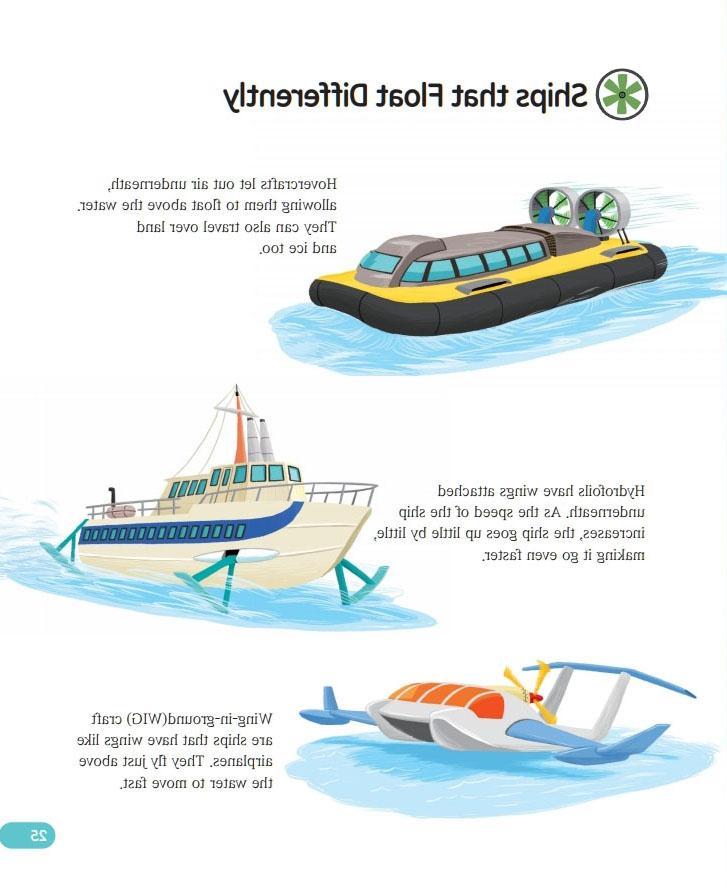 Ships that Float Differently
Hovercrafts let out air underneath,
allowing them to float above the water.
They can also travel over land
and ice too.
Hydrofoils have wings attached
underneath. As the speed of the ship
increases, the ship goes up little by little,
making it go even faster.
Wing-in-ground(WIG) craft
are ships that have wings like
airplanes. They fly just above
the water to move fast.
25